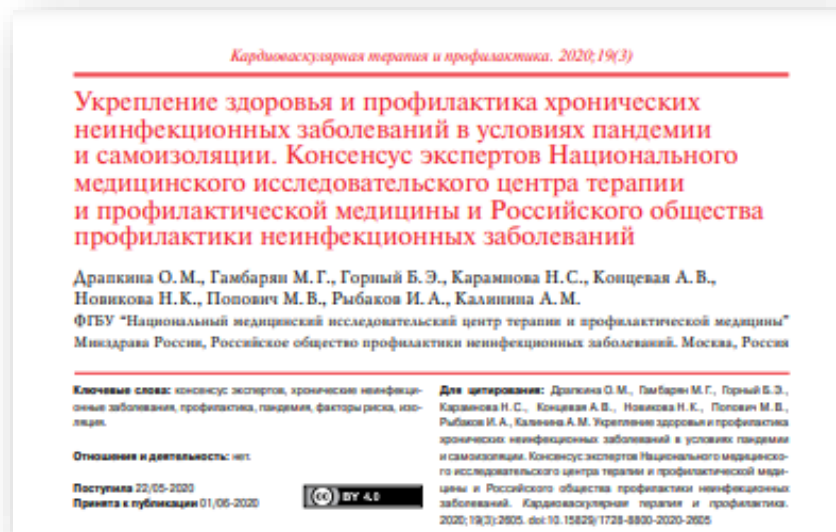 Кардиоваскулярная терапия и профилактика. 2020;19(3)
Укрепление здоровья и профилактика хронических
неинфекционных заболеваний в условиях пандемии
и самоизоляции. Консенсус экспертов Национального
медицинского исследовательского центра терапии
и профилактической медицины и Российского общества
профилактики неинфекционных заболеваний
Драпкина О. М., Гамбарян М. Г., Горный Б. Э., Карамнова Н. С., Концевая А. В.,
Новикова Н. К., Попович М. В., Рыбаков И. А., Калинина А. М.
ФГБУ "Национальный медицинский исследовательский центр терапии и профилактической медицины"
Минздрава России, Российское общество профилактики неинфекционных заболеваний. Москва, Россия
Ключевые слова: консенсус экспертов, хронические неинфекци-
онные заболевания, профилактика, пандемия, факторы риска, изо-
ляция.
Отношения и деятельность: нет.
Поступила 22/05-2020
Принята к публикации 01/06-2020
(cc) BY 4.0
Для цитирования: Драпкина О. М., Гамбарян М. Г., Горный Б. Э.,
Карамнова Н. С., Концевая А. В., Новикова Н. К., Попович М. В.,
Рыбаков И. А., Калинина А. М. Укрепление здоровья и профилактика
хронических неинфекционных заболеваний в условиях пандемии
и самоизоляции. Консенсус экспертов Национального медицинско-
го исследовательского центра терапии и профилактической меди-
цины и Российского общества профилактики неинфекционных
заболеваний. Кардиоваскулярная терапия и профилактика.
2020;19(3):2605. doi:10.15829/1728-8800-2020-2605